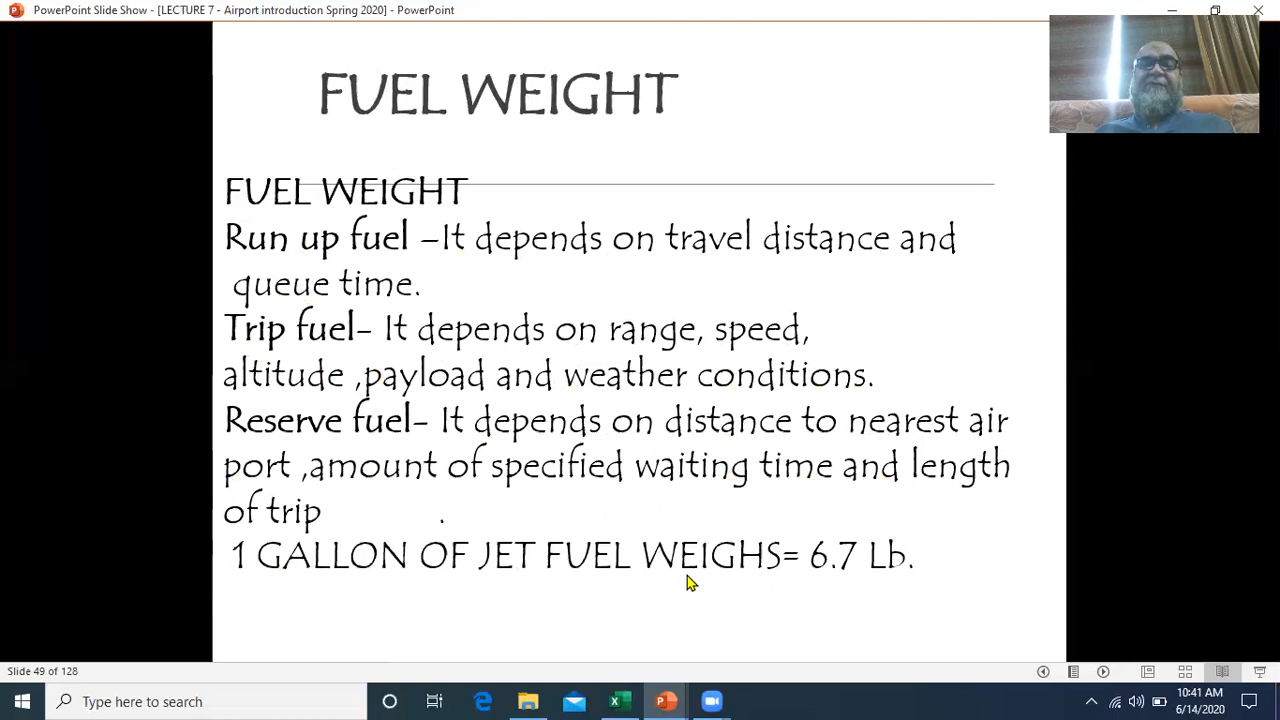 PowerPoint Slide Show - [LECTURE 7 - Airport introduction Spring 2020] - PowerPoint
FUEL WEIGHT
FUEL WEIGHT
Run up fuel –It depends on travel distance and
queue time.
Trip fuel- It depends on range, speed,
altitude ,payload and weather conditions.
Reserve fuel- It depends on distance to nearest air
port ,amount of specified waiting time and length
of trip .
1 GALLON OF JET FUEL WEIGHS= 6.7 Lb.
Slide 49 of 128
Type here to search
10:41 AM
6/14/2020